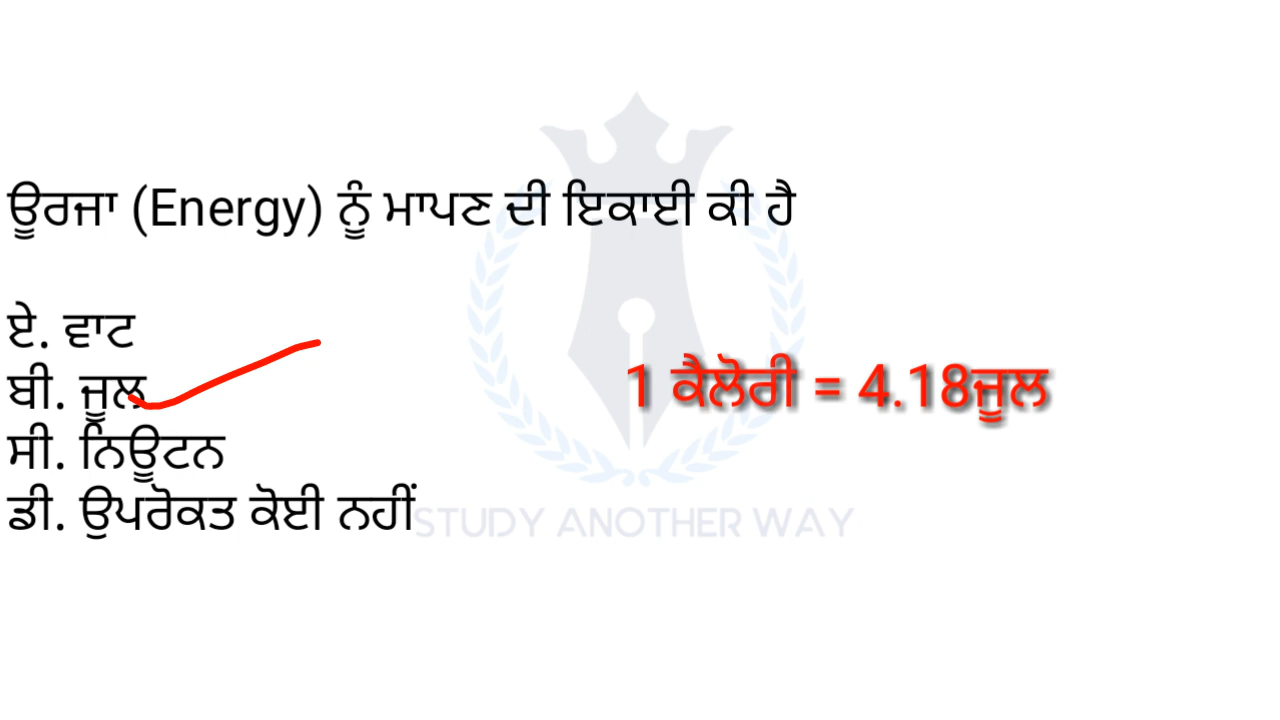 ਊਰਜਾ (Energy) ਨੂੰ ਮਾਪਣ ਦੀ ਇਕਾਈ ਕੀ ਹੈ
ਏ. ਵਾਟ
ਬੀ. ਜੂਲ
1 ਕੈਲੋਰੀ = 4.18ਜੂਲ
ਸੀ. ਨਿਊਟਨ
ਡੀ. ਉਪਰੋਕਤ ਕੋਈ ਨਹੀਂ
STUDY ANOTHER WAY